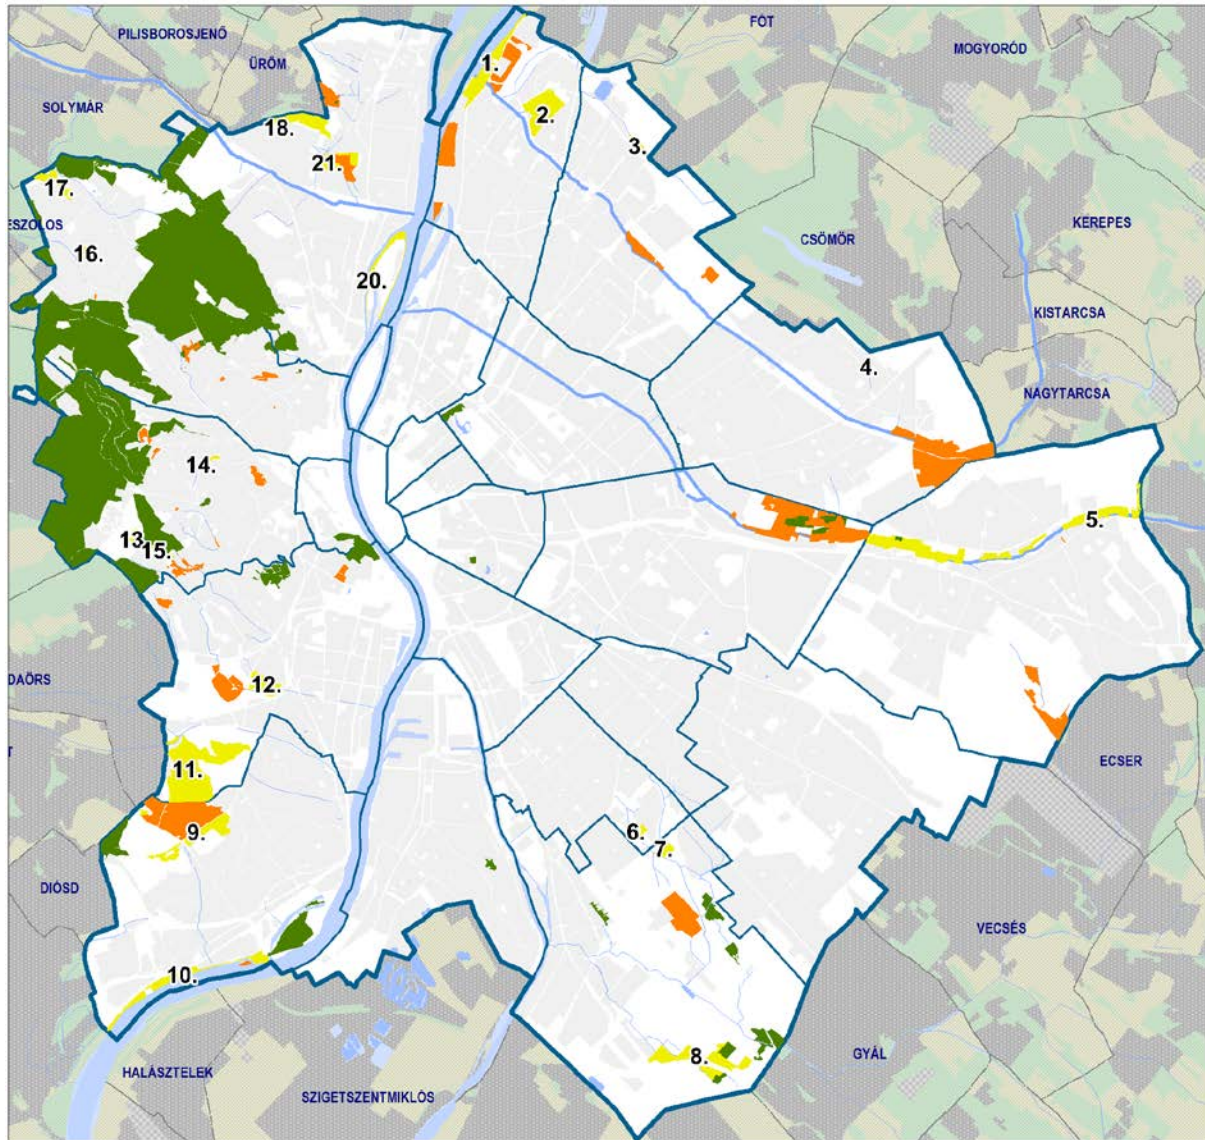 PILISBOROSJENŐ
FÓT
MOGYORÓD
ÜRÖM
1.
SOLYMÁR
2.
18.
3.
21.
17.
ESZŐLŐS
KEREPES
CSÖMÖR
16.
20.
KISTARCSA
4.
NAGYTARCSA
14.
5.
13.
15.
DAÖRS
12.
T
ECSER
11.
6.
9.
7.
DIÓSD
VECSÉS
10.
8.
GYÁL
HALÁSZTELEK
SZIGETSZENTMIKLÓS